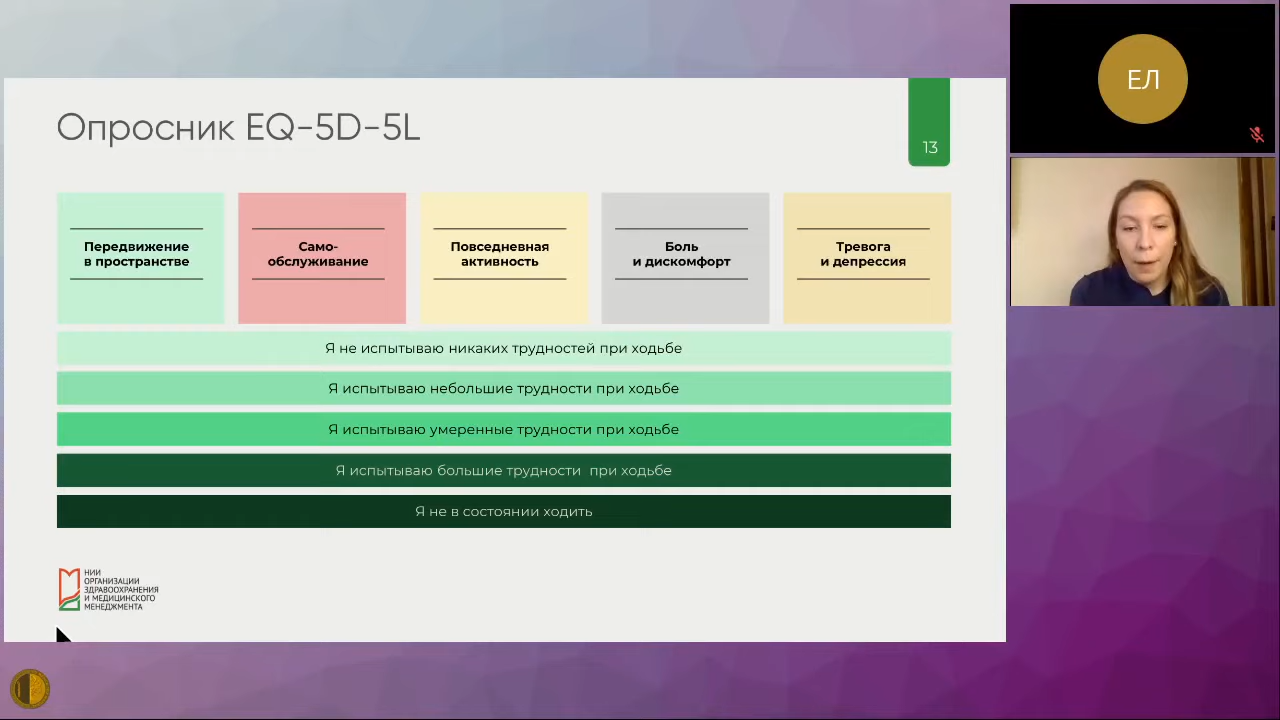 Опросник EQ-5D-5L
13
Передвижение
в пространстве
Само-
обслуживание
Повседневная
активность
Боль
и дискомфорт
Тревога
и депрессия
Я не испытываю никаких трудностей при ходьбе
Я испытываю небольшие трудности при ходьбе
Я испытываю умеренные трудности при ходьбе
Я испытываю большие трудности  при ходьбе
Я не в состоянии ходить
НИИ
ОРГАНИЗАЦИИ
ЗДРАВООХРАНЕНИЯ
И МЕДИЦИНСКОГО
МЕНЕДЖМЕНТА
ЕЛ